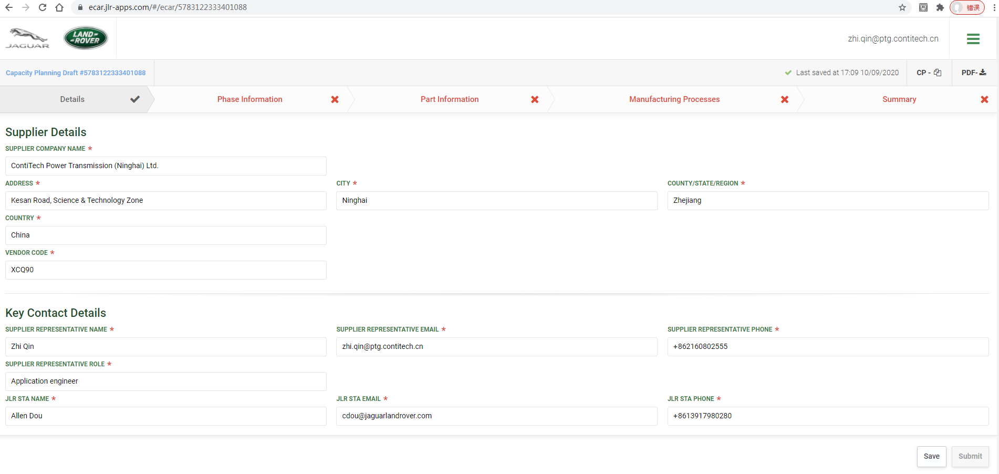 ecar.jlr-apps.com/#/ecar/5783122333401088
错误
JAGUAR
LAND-
-ROVER
zhi.qin@ptg.contitech.cn
Capacity Planning Draft #5783122333401088
Last saved at 17:09 10/09/2020
CP -
PDF-
Details
Phase Information
Part Information
Manufacturing Processes
Summary
Supplier Details
SUPPLIER COMPANY NAME *
ContiTech Power Transmission (Ninghai) Ltd.
ADDRESS *
CITY *
COUNTY/STATE/REGION *
Kesan Road, Science & Technology Zone
Ninghai
Zhejiang
COUNTRY *
China
VENDOR CODE *
XCQ90
Key Contact Details
SUPPLIER REPRESENTATIVE NAME *
SUPPLIER REPRESENTATIVE EMAIL *
SUPPLIER REPRESENTATIVE PHONE *
Zhi Qin
zhi.qin@ptg.contitech.cn
+862160802555
SUPPLIER REPRESENTATIVE ROLE *
Application engineer
JLR STA NAME *
JLR STA EMAIL *
JLR STA PHONE *
Allen Dou
cdou@jaguarlandrover.com
+8613917980280
Save
Submit